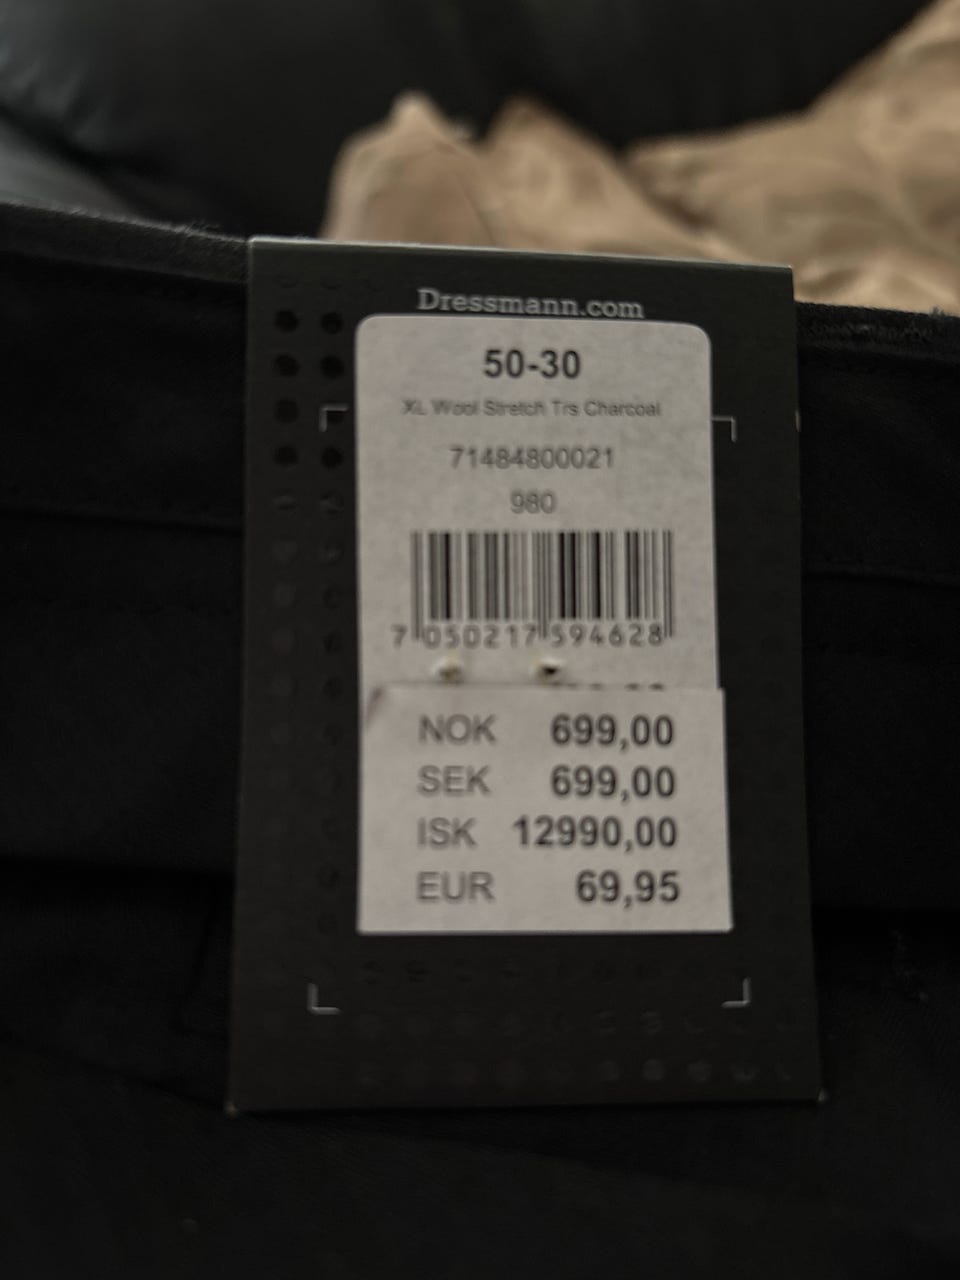 Dressmann.com
50-30
XL Wool Stretch Trs Charcoal
71484800021
980
7 050217 594628
NOK 699,00
SEK 699,00
ISK 12990,00
EUR 69,95